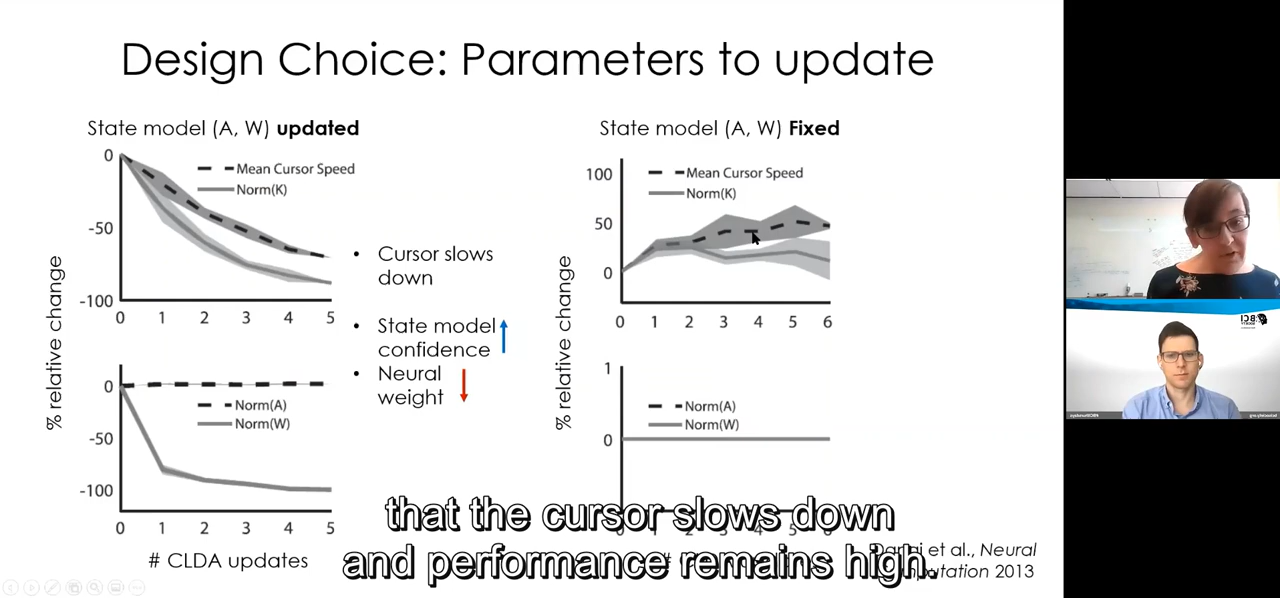 Design Choice: Parameters to update
State model (A, W) updated
0
-50
-100
Mean Cursor Speed
Norm(K)
0 1 2 3 4 5
% relative change
0
-50
-100
Norm(A)
Norm(W)
0 1 2 3 4 5
# CLDA updates
% relative change
• Cursor slows
down
• State model
confidence
• Neural
weight
State model (A, W) Fixed
100
50
0
Mean Cursor Speed
Norm(K)
0 1 2 3 4 5 6
% relative change
1
0
Norm(A)
Norm(W)
et al., Neural
2013
that the cursor slows down
and performance remains high.